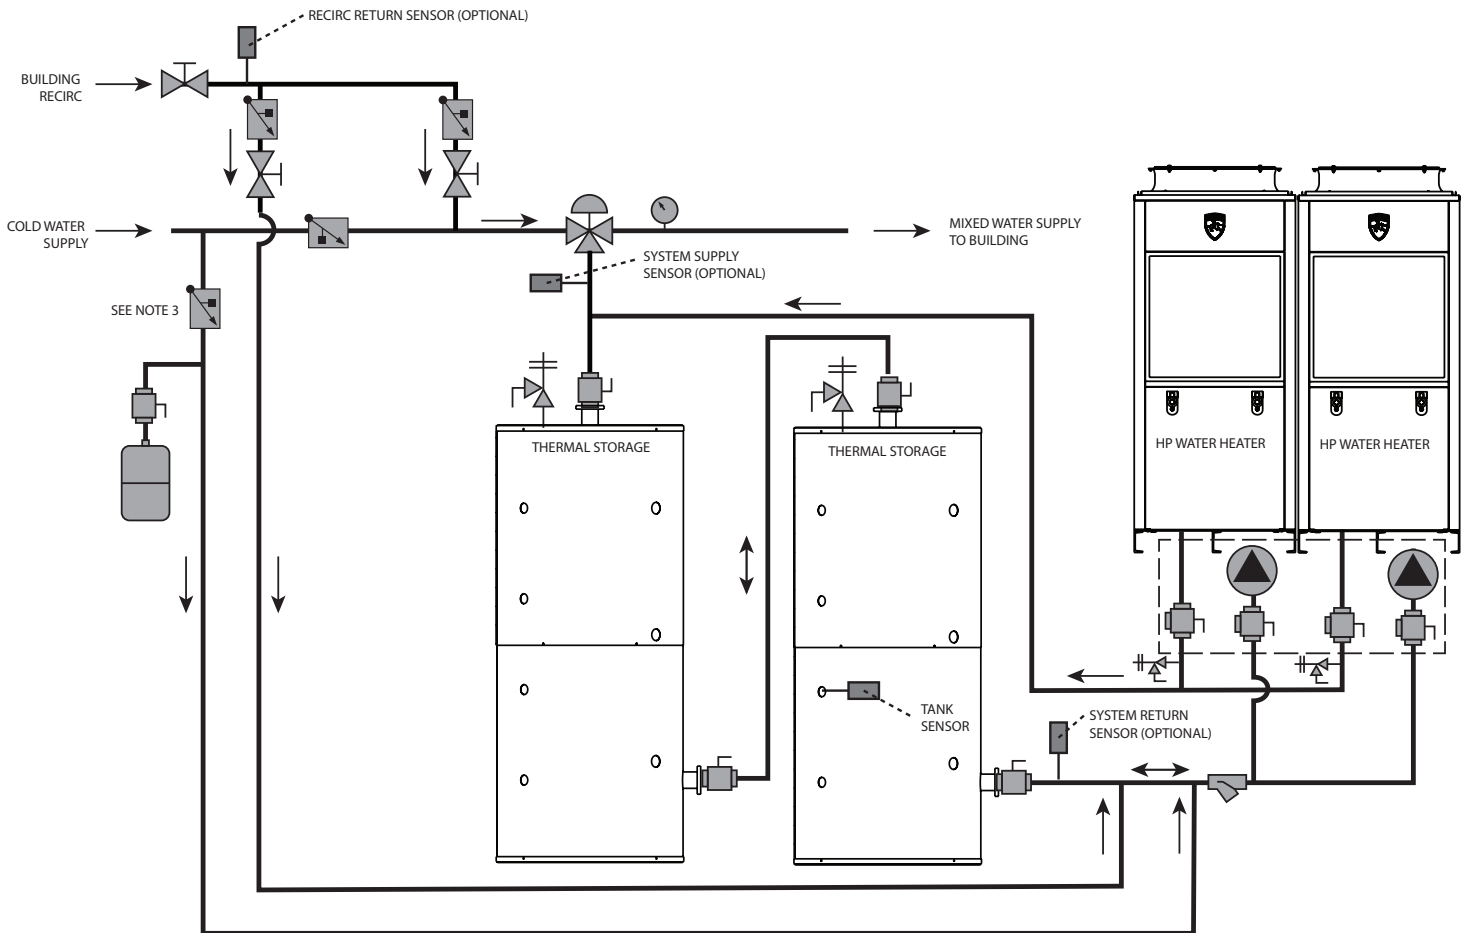 RECIRC RETURN SENSOR (OPTIONAL)
BUILDING
RECIRC
COLD WATER
SUPPLY
MIXED WATER SUPPLY
TO BUILDING
SYSTEM SUPPLY
SENSOR (OPTIONAL)
SEE NOTE 3
THERMAL STORAGE
THERMAL STORAGE
HP WATER HEATER
HP WATER HEATER
TANK
SENSOR
SYSTEM RETURN
SENSOR (OPTIONAL)